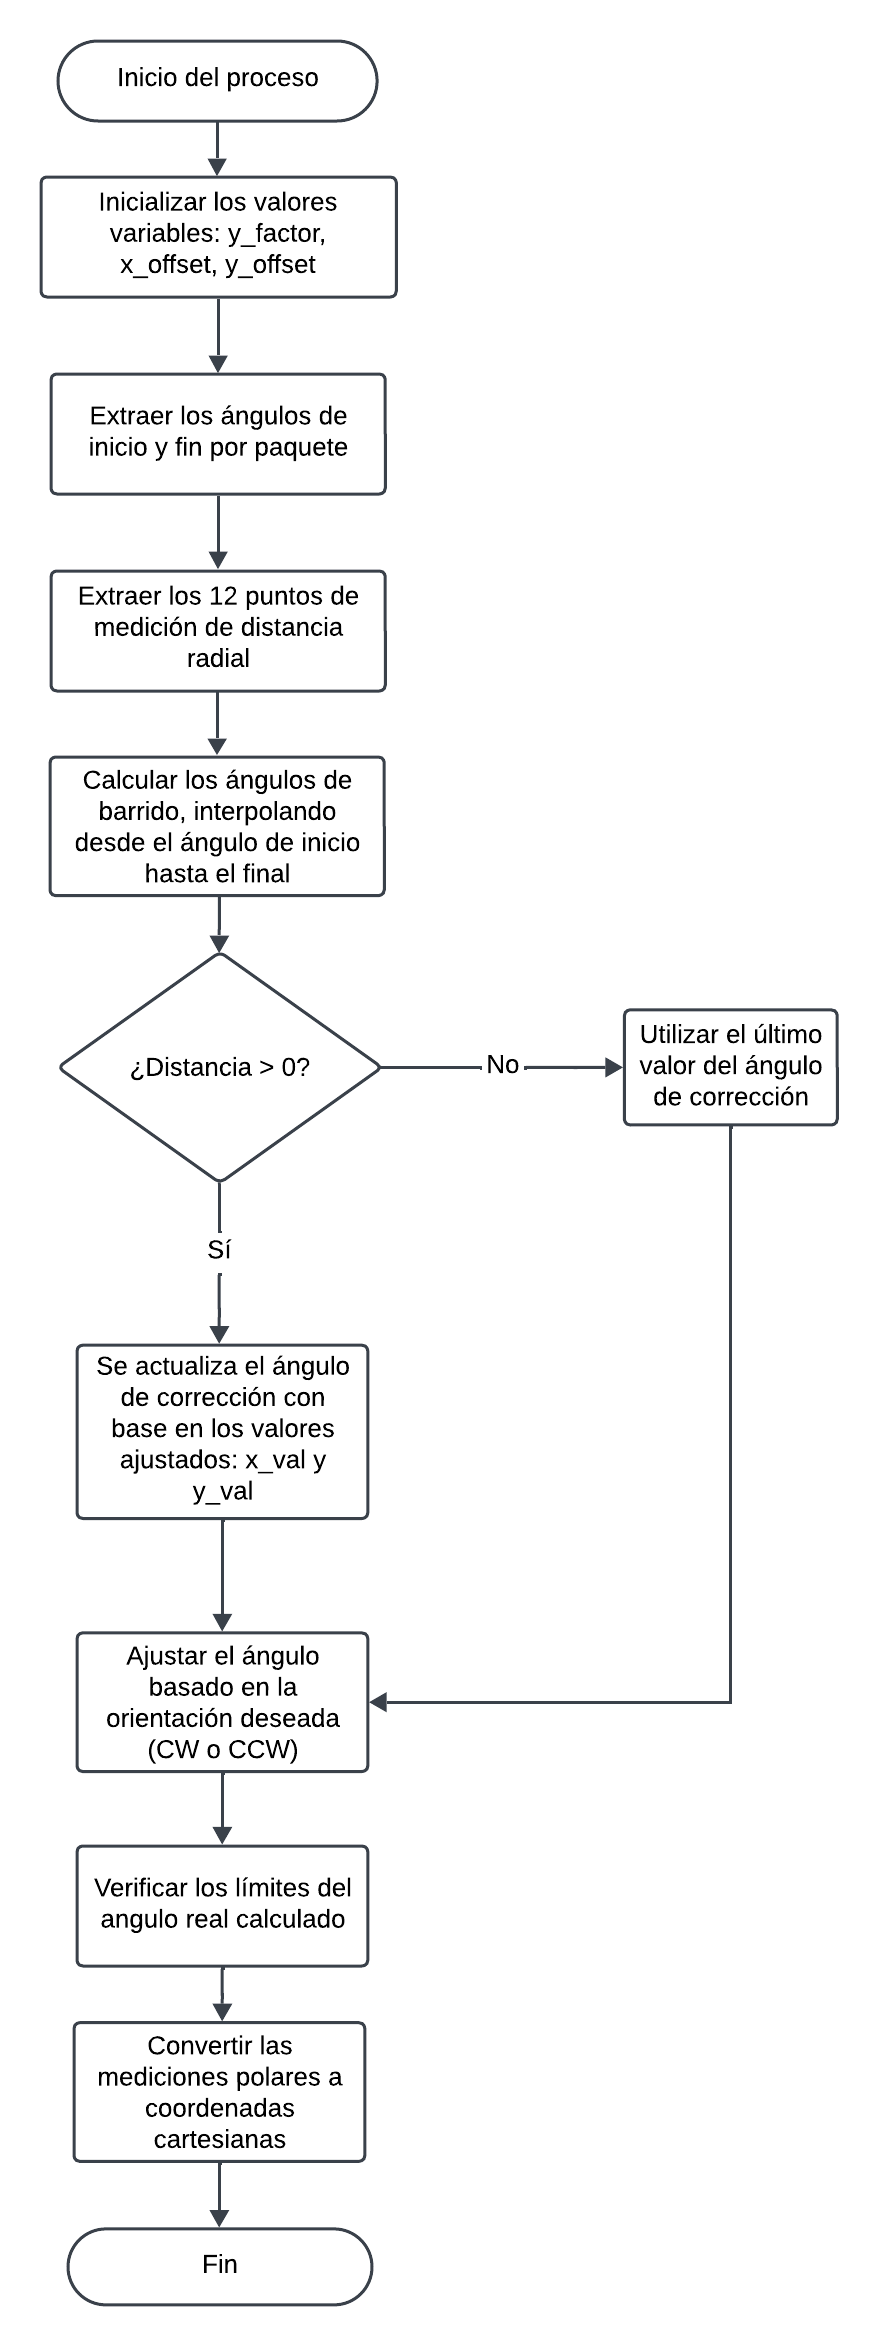 Inicio del proceso
Inicializar los valores
variables: y_factor,
x_offset, y_offset
Extraer los ángulos de
inicio y fin por paquete
Extraer los 12 puntos de
medición de distancia
radial
Calcular los ángulos de
barrido, interpolando
desde el ángulo de inicio
hasta el final
¿Distancia > 0?
No
Utilizar el último
valor del ángulo
de corrección
Sí
Se actualiza el ángulo
de corrección con
base en los valores
ajustados: x_val y
y_val
Ajustar el ángulo
basado en la
orientación deseada
(CW o CCW)
Verificar los límites del
angulo real calculado
Convertir las
mediciones polares a
coordenadas
cartesianas
Fin